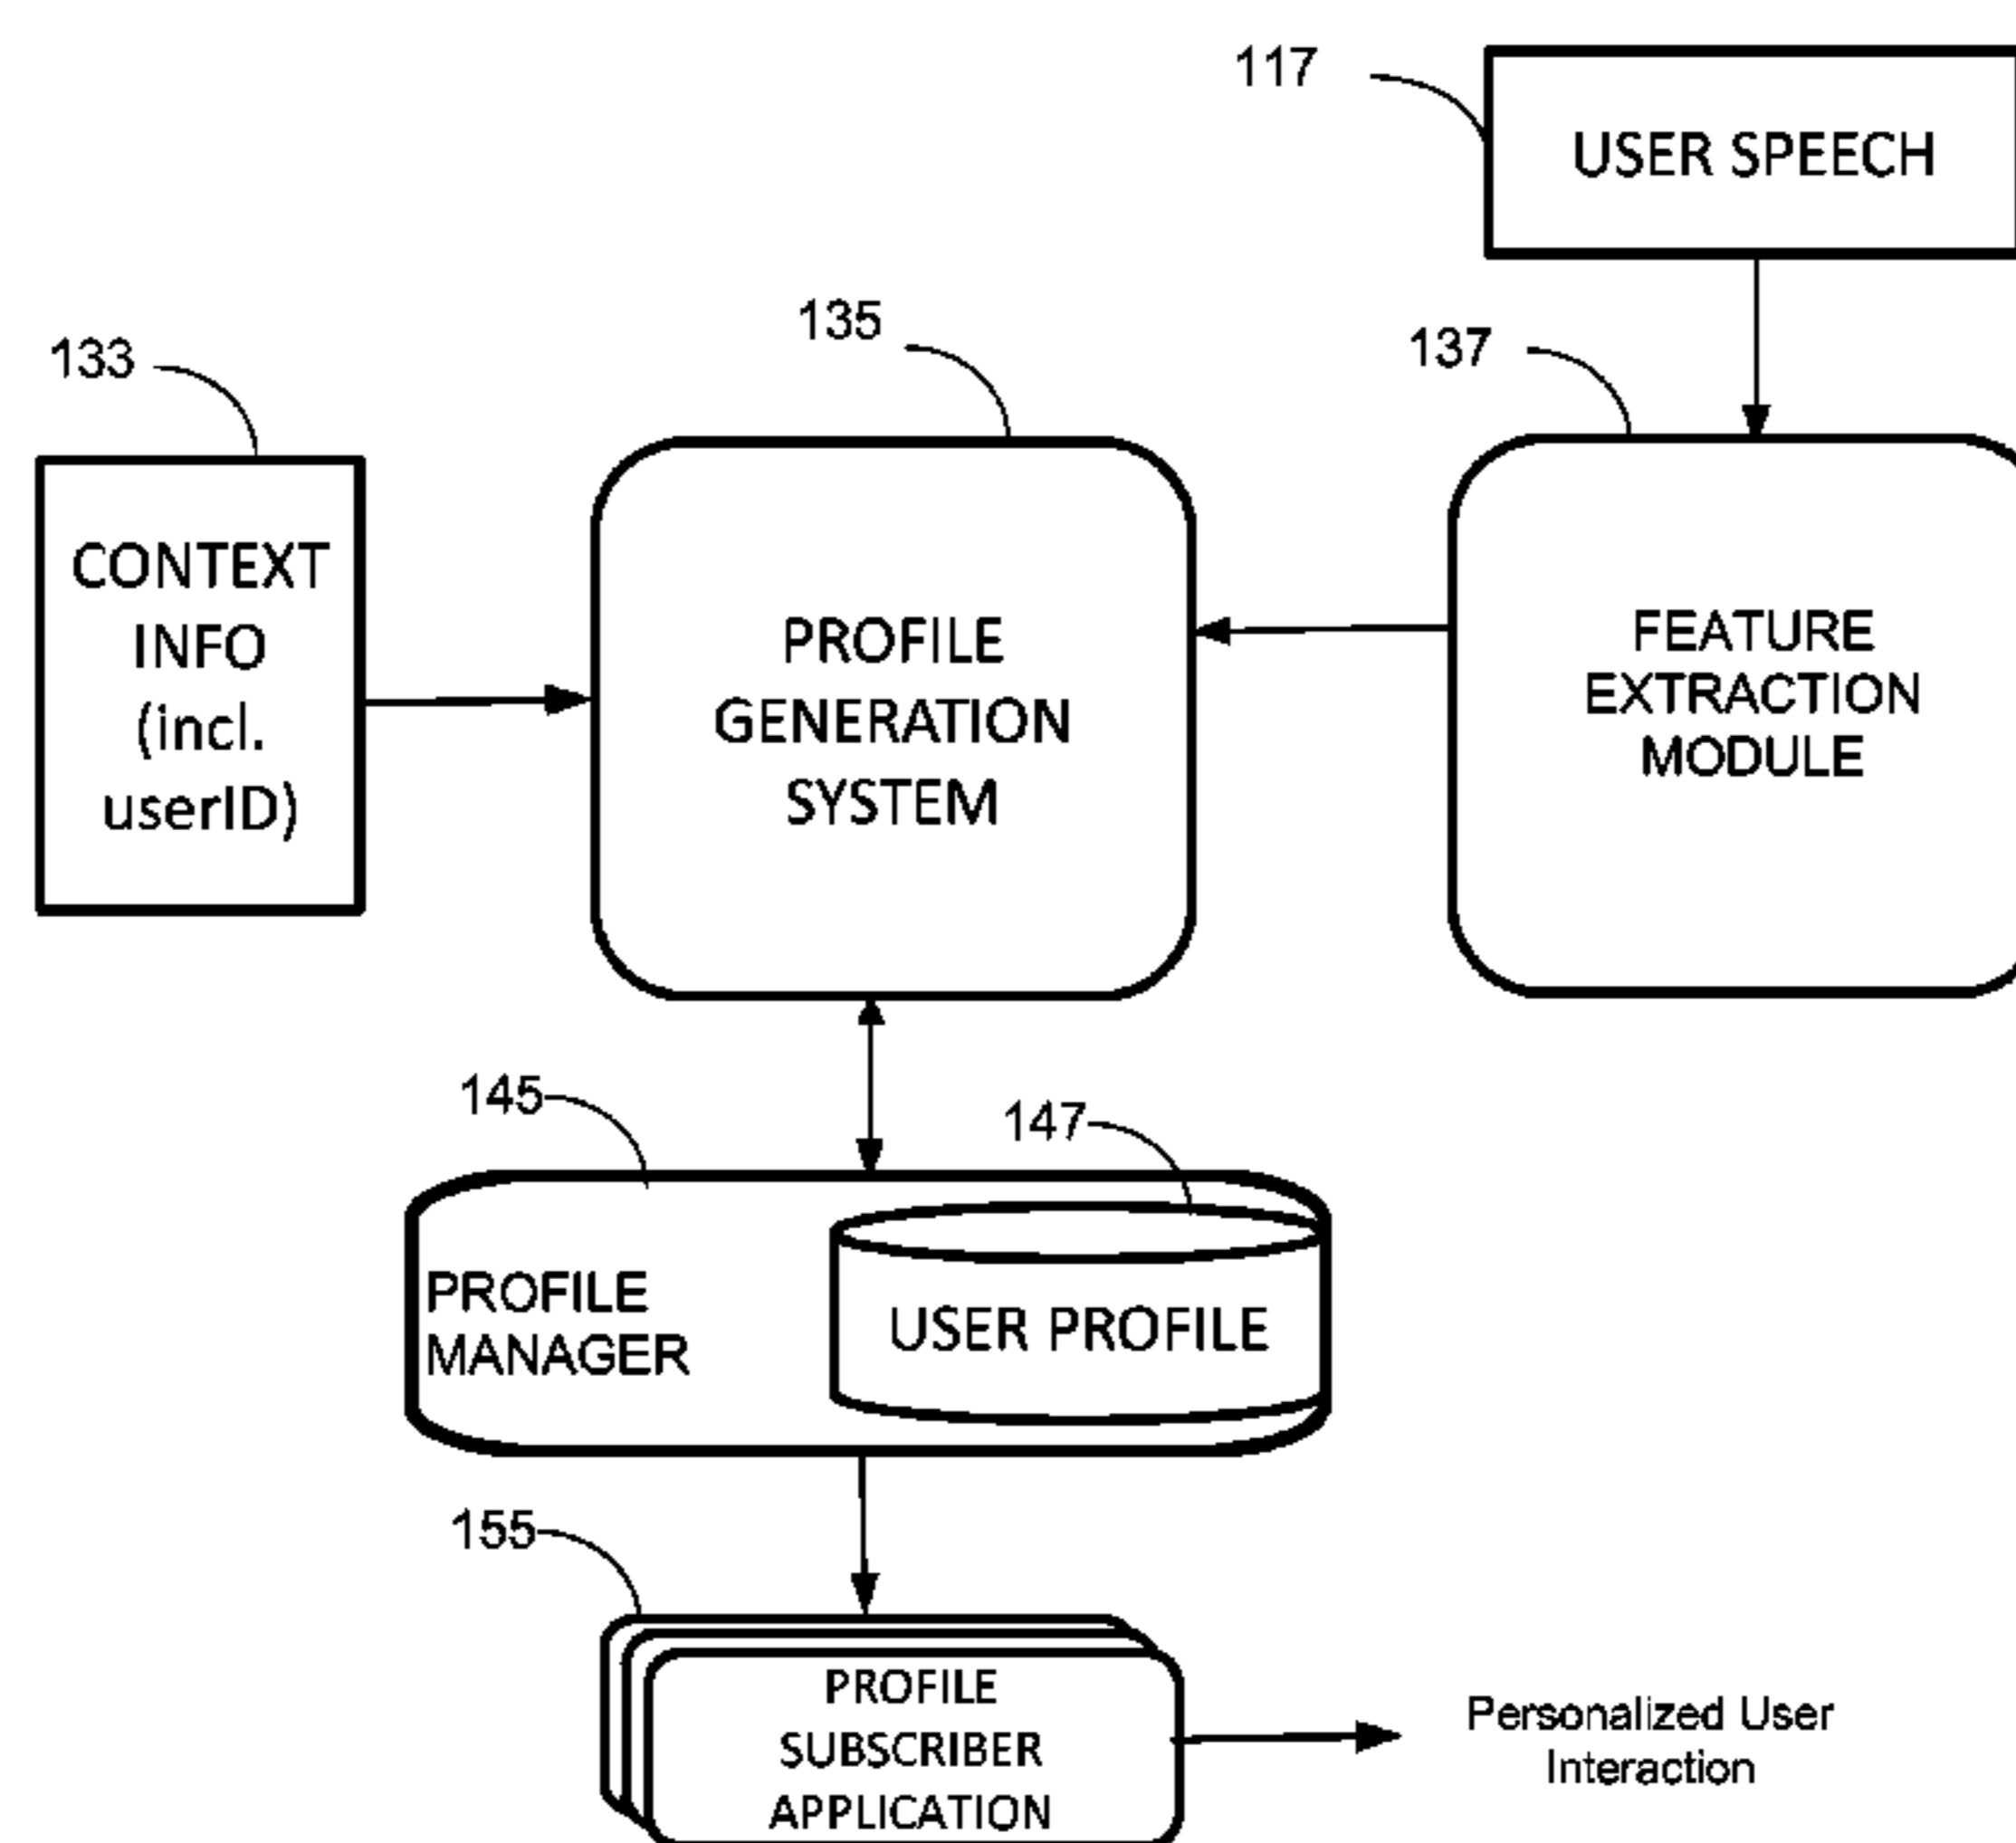 117
USER SPEECH
133
135
137
CONTEXT
INFO
(incl.
userID)
PROFILE
GENERATION
SYSTEM
FEATURE
EXTRACTION
MODULE
145
147
PROFILE
MANAGER
USER PROFILE
155
PROFILE
SUBSCRIBER
APPLICATION
Personalized User
Interaction